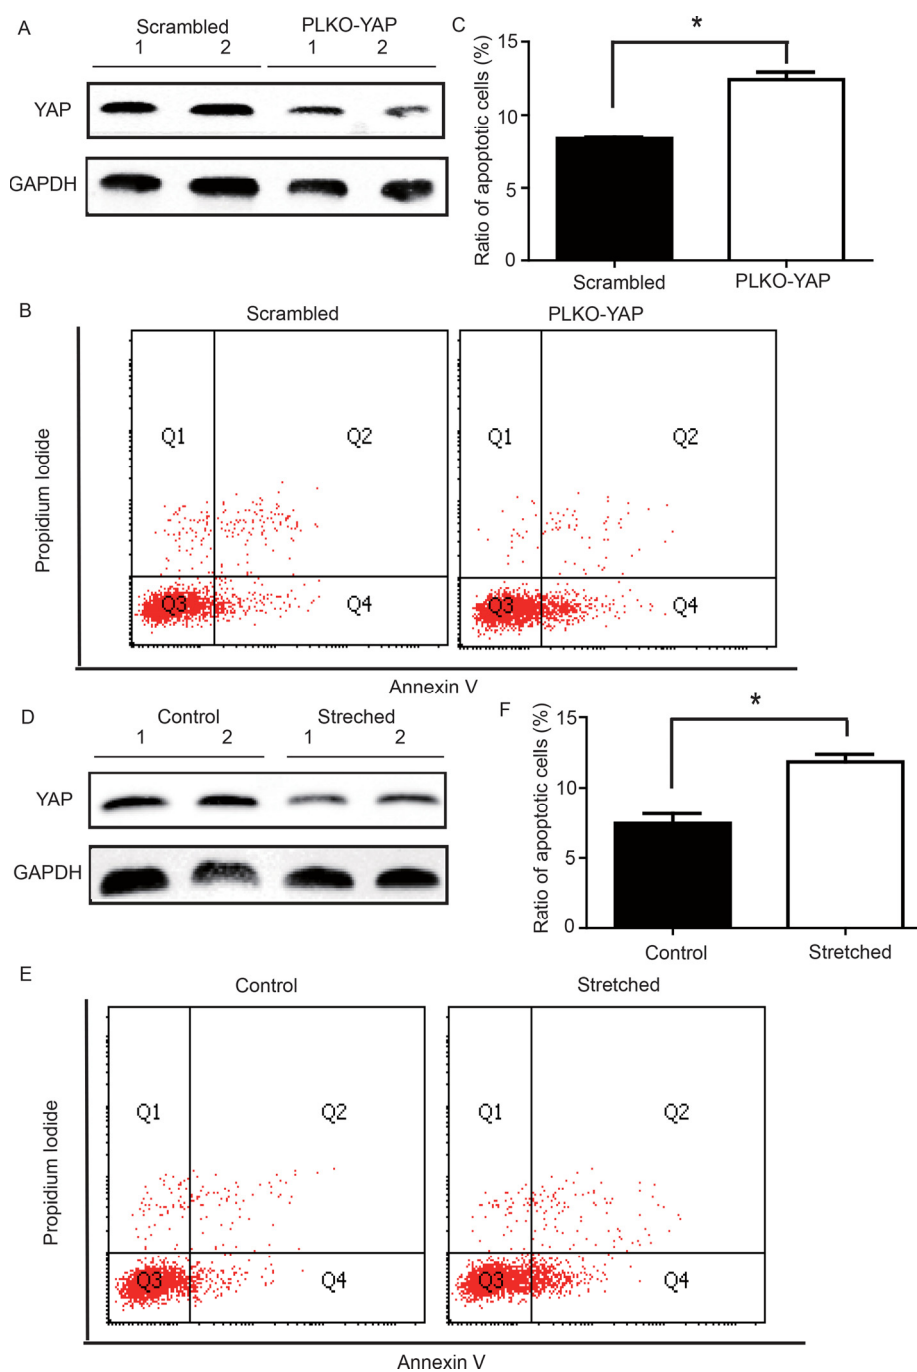 A
Scrambled PLKO-YAP
1 2 1 2
YAP
GAPDH
C
*
Ratio of apoptotic cells (%)
15
10
5
0
Scrambled PLKO-YAP
B
Scrambled PLKO-YAP
Propidium Iodide
Q1 Q2 Q1 Q2
Q3 Q4 Q3 Q4
Annexin V
D
Control Streched
1 2 1 2
YAP
GAPDH
F
*
Ratio of apoptotic cells (%)
15
10
5
0
Control Stretched
E
Control Stretched
Propidium Iodide
Q1 Q2 Q1 Q2
Q3 Q4 Q3 Q4
Annexin V